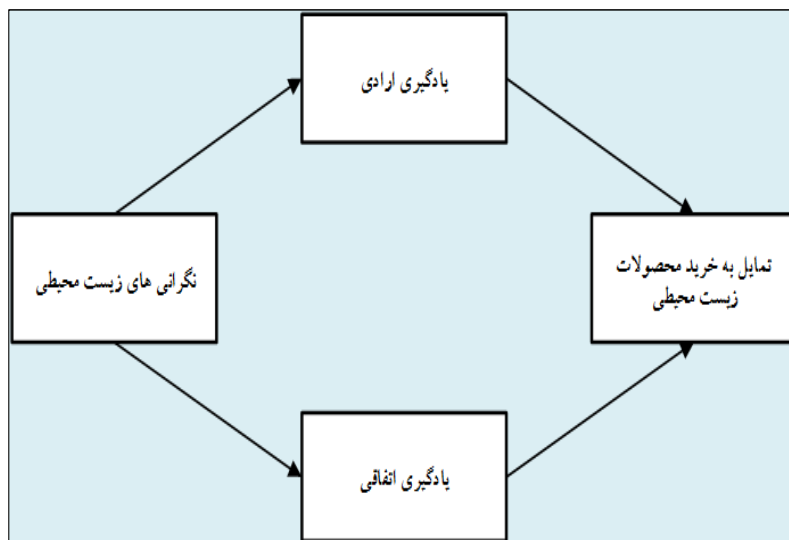 یادگیری ارادی
نگرانی های زیست محیطی
تمایل به خرید محصولات
زیست محیطی
یادگیری اتفاقی